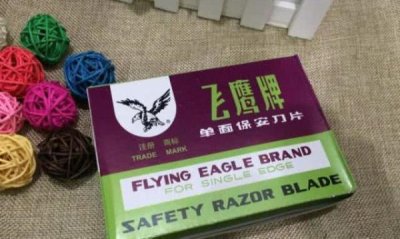 飞鹰牌
单面保安刀片
注册 商标
TRADE MARK
FLYING EAGLE BRAND
FOR SINGLE EDGE
SAFETY RAZOR BLADE